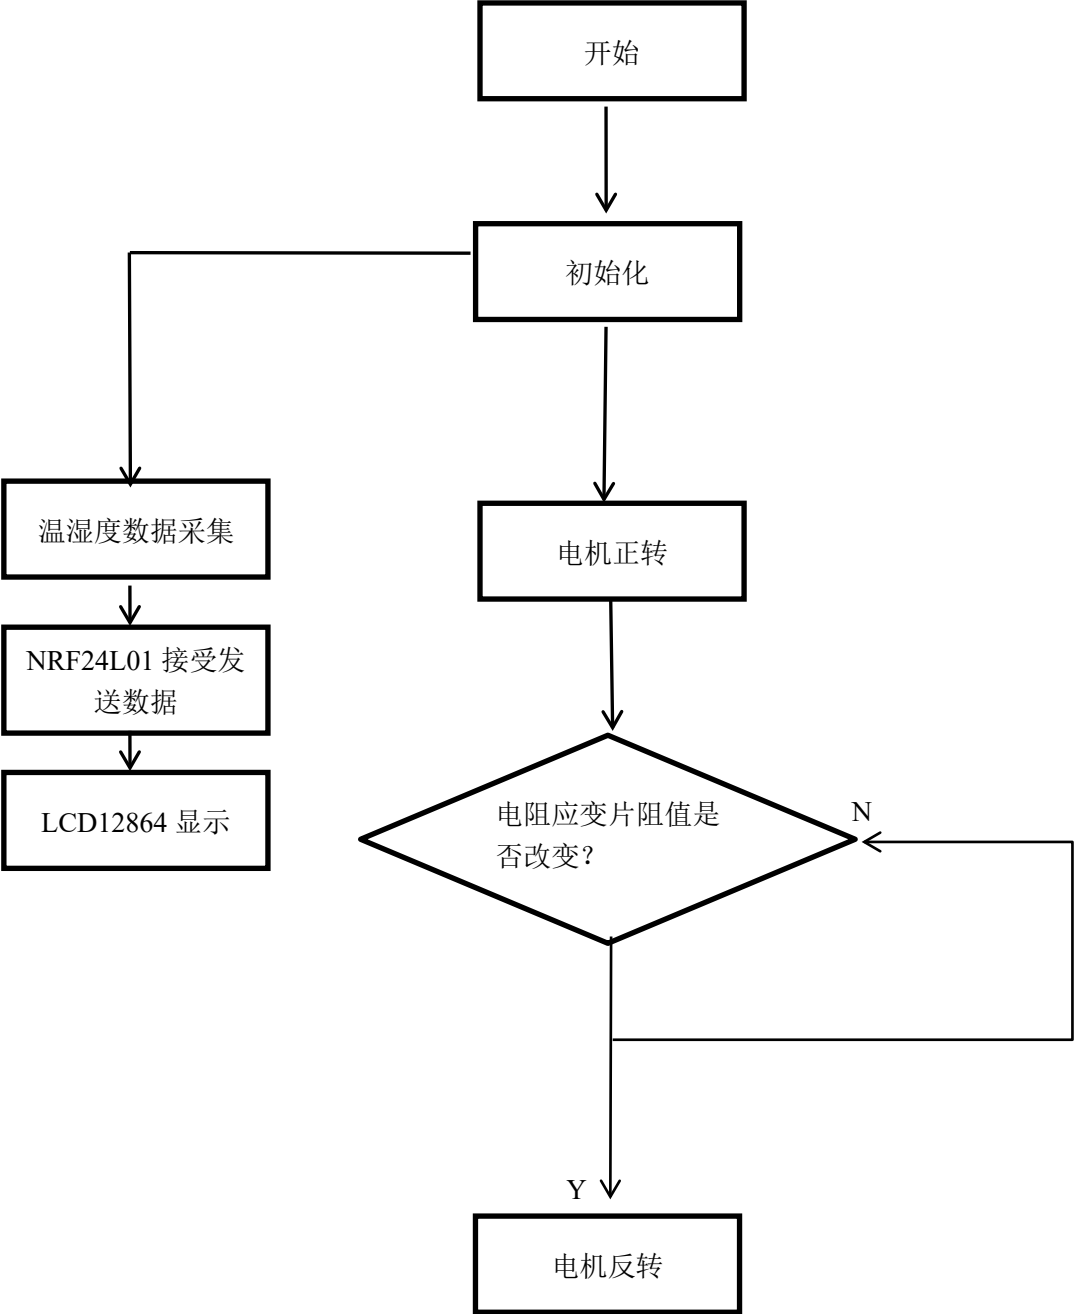 开始
初始化
温湿度数据采集
电机正转
NRF24L01 接受发
送数据
LCD12864 显示
电阻应变片阻值是
否改变？
N
Y
电机反转